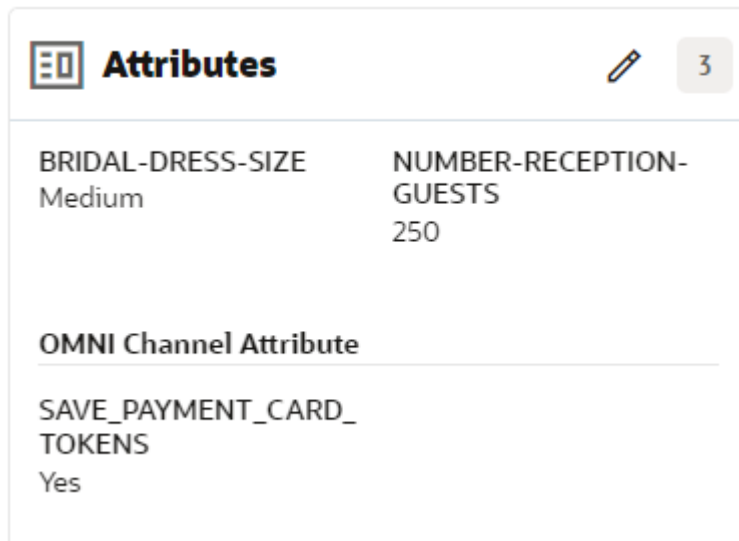 Attributes
3
BRIDAL-DRESS-SIZE
Medium
NUMBER-RECEPTION-
GUESTS
250
OMNI Channel Attribute
SAVE_PAYMENT_CARD_
TOKENS
Yes